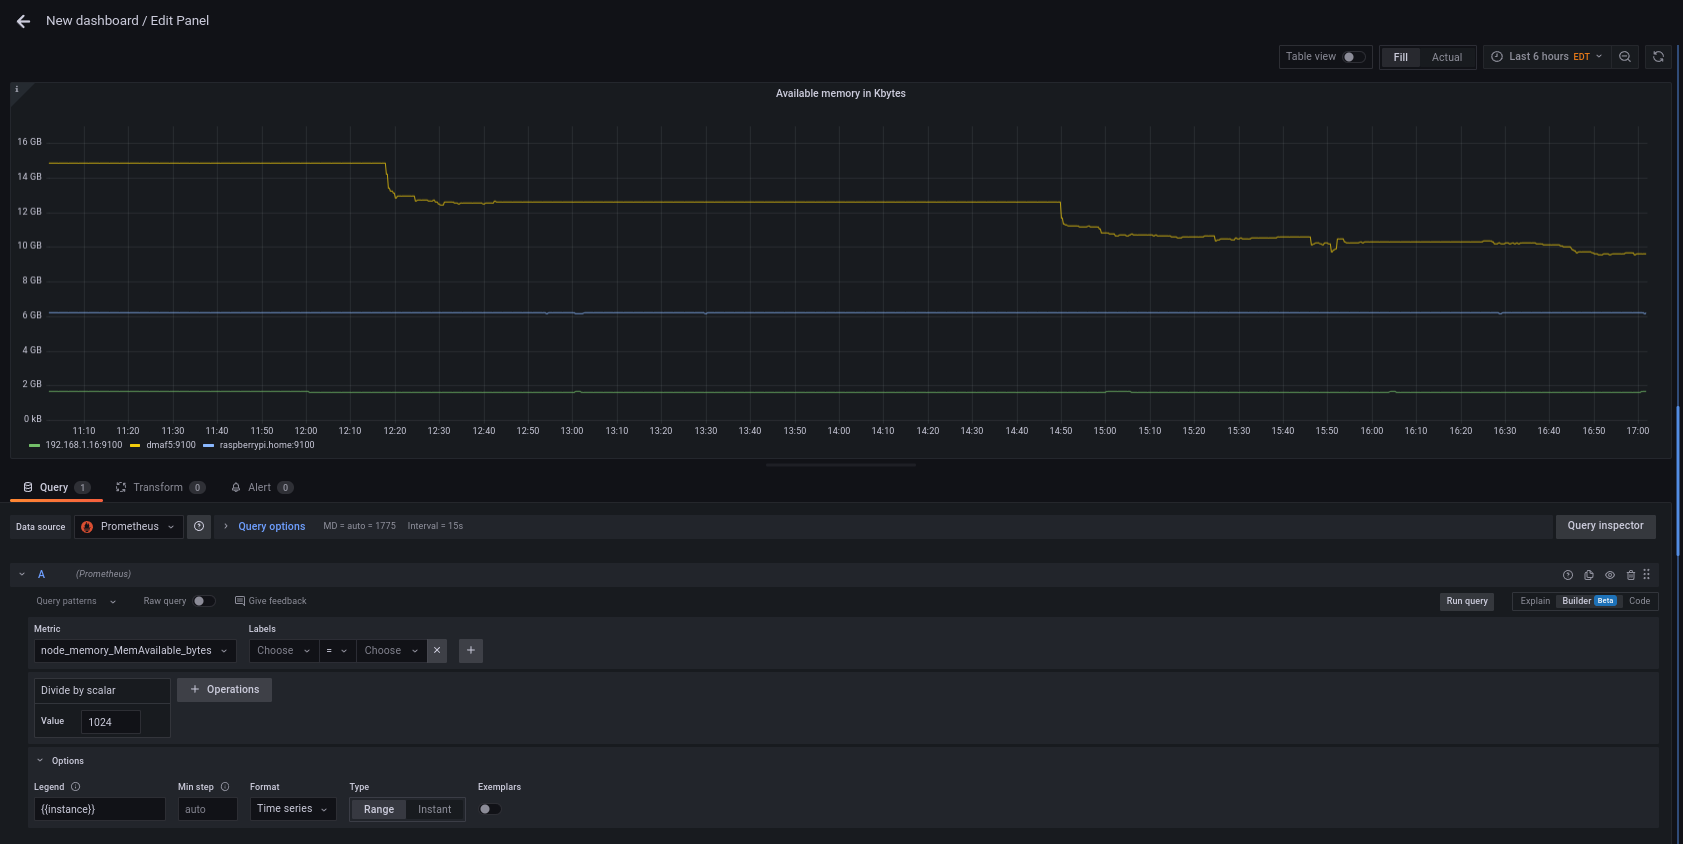 New dashboard / Edit Panel
Table view Fill Actual Last 6 hours EDT
i
Available memory in Kbytes
16 GB
14 GB
12 GB
10 GB
8 GB
6 GB
4 GB
2 GB
0 kB
11:10 11:20 11:30 11:40 11:50 12:00 12:10 12:20 12:30 12:40 12:50 13:00 13:10 13:20 13:30 13:40 13:50 14:00 14:10 14:20 14:30 14:40 14:50 15:00 15:10 15:20 15:30 15:40 15:50 16:00 16:10 16:20 16:30 16:40 16:50 17:00
192.168.1.16:9100 dmaf5:9100 raspberrypi.home:9100
Query 1 Transform 0 Alert 0
Data source Prometheus Query options MD = auto = 1775 Interval = 15s Query inspector
A (Prometheus)
Query patterns Raw query Give feedback Run query Explain Builder Beta Code
Metric Labels
node_memory_MemAvailable_bytes Choose = Choose
Divide by scalar + Operations
Value 1024
Options
Legend Min step Format Type Exemplars
{{instance}} auto Time series Range Instant